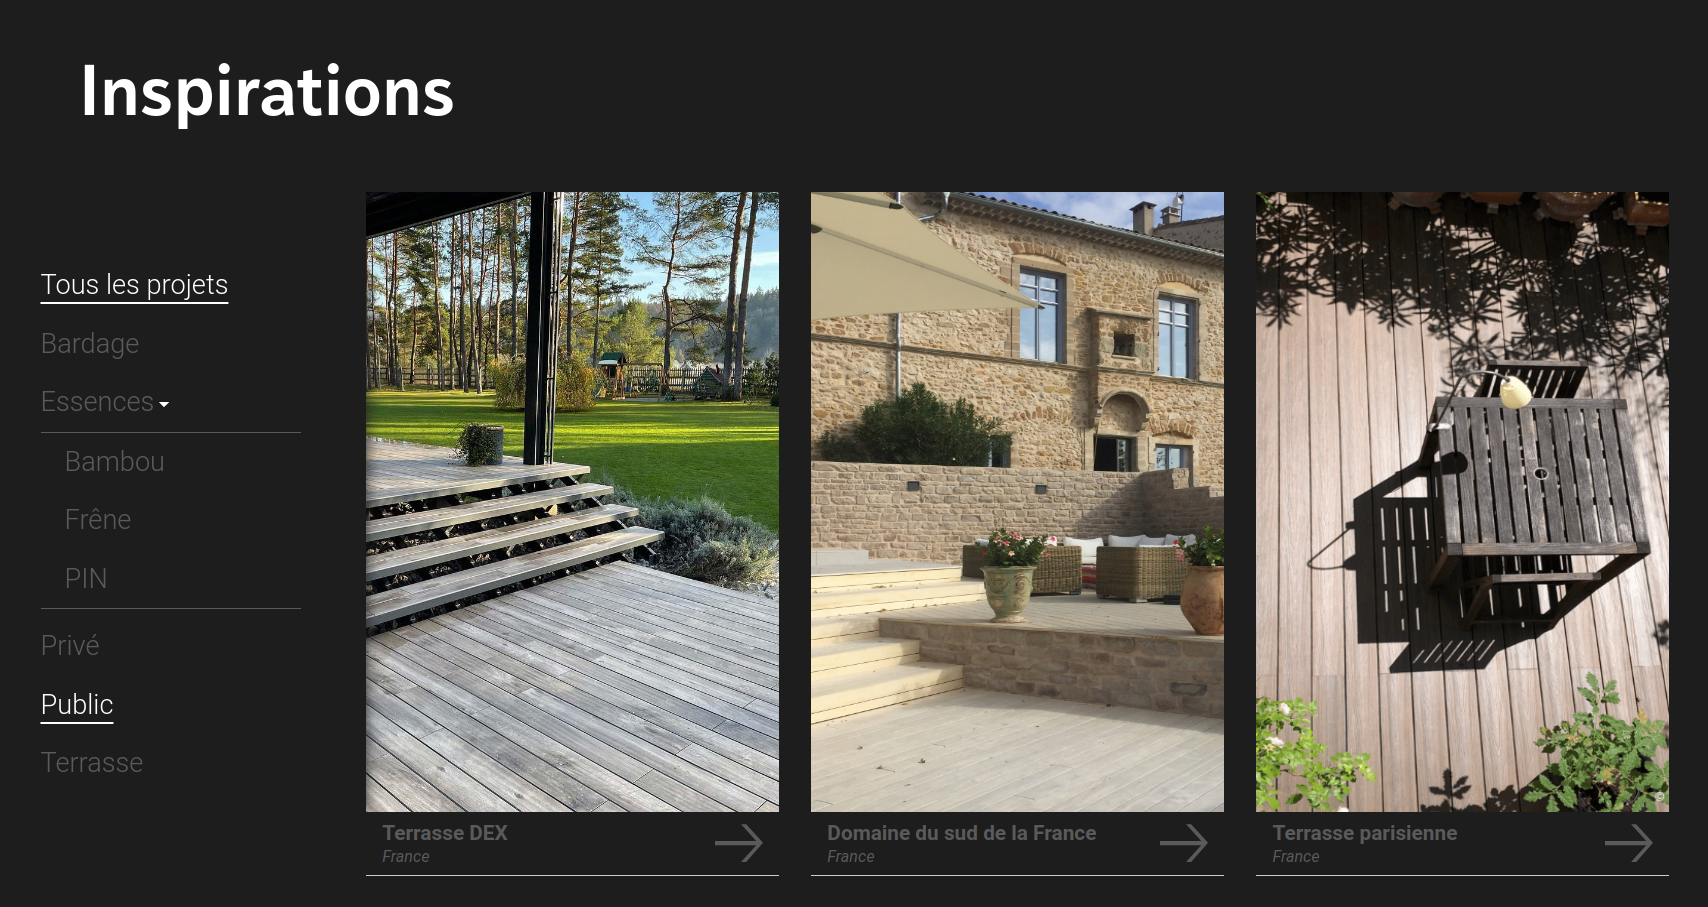 Inspirations
Tous les projets
Bardage
Essences
Bambou
Frêne
PIN
Privé
Public
Terrasse
Terrasse DEX
France
Domaine du sud de la France
France
Terrasse parisienne
France
©